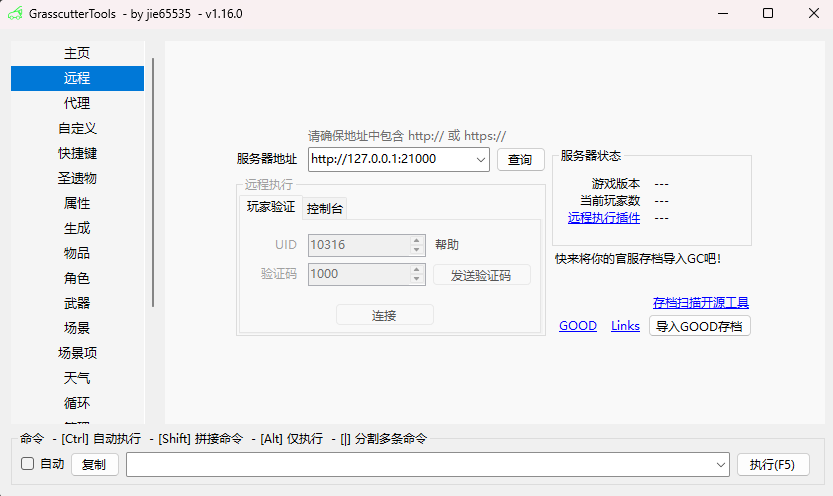 GrasscutterTools - by jie65535 - v1.16.0
主页
远程
代理
自定义
快捷键
圣遗物
属性
生成
物品
角色
武器
场景
场景项
天气
循环
请确保地址中包含 http:// 或 https://
服务器地址 http://127.0.0.1:21000 查询
远程执行
玩家验证 控制台
UID 10316 帮助
验证码 1000 发送验证码
连接
服务器状态
游戏版本 ---
当前玩家数 ---
远程执行插件 ---
快来将你的官服存档导入GC吧!
存档扫描开源工具
GOOD Links 导入GOOD存档
命令 - [Ctrl] 自动执行 - [Shift] 拼接命令 - [Alt] 仅执行 - [|] 分割多条命令
自动 复制 执行(F5)